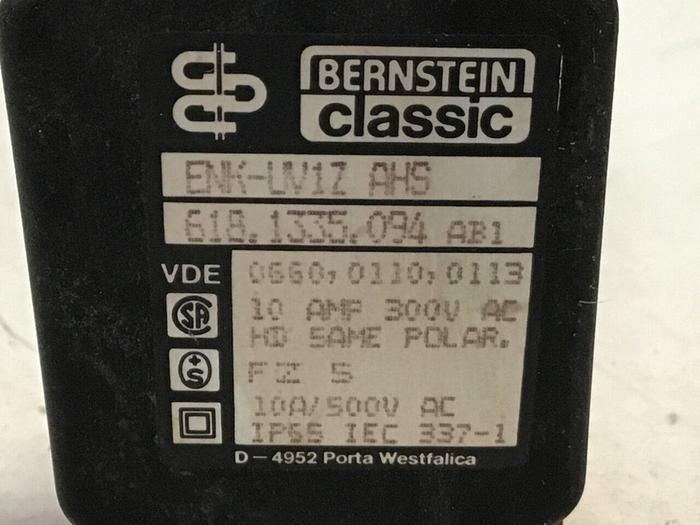 BERNSTEIN
classic
ENK-UV1Z AHS
618.1335.094 AB1
VDE 0660, 0110, 0113
SA 10 AMP 300V AC
HD SAME POLAR.
+S FZ 5
10A/500V AC
IP65 IEC 337-1
D-4952 Porta Westfalica